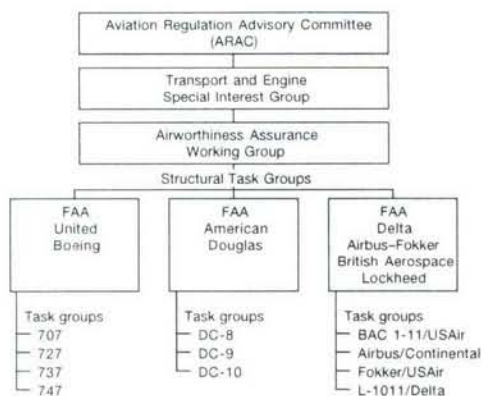 Aviation Regulation Advisory Committee
(ARAC)
Transport and Engine
Special Interest Group
Airworthiness Assurance
Working Group
Structural Task Groups
FAA
United
Boeing
Task groups
707
727
737
747
FAA
American
Douglas
Task groups
DC-8
DC-9
DC-10
FAA
Delta
Airbus-Fokker
British Aerospace
Lockheed
Task groups
BAC 1-11/USAir
Airbus/Continental
Fokker/USAir
L-1011/Delta